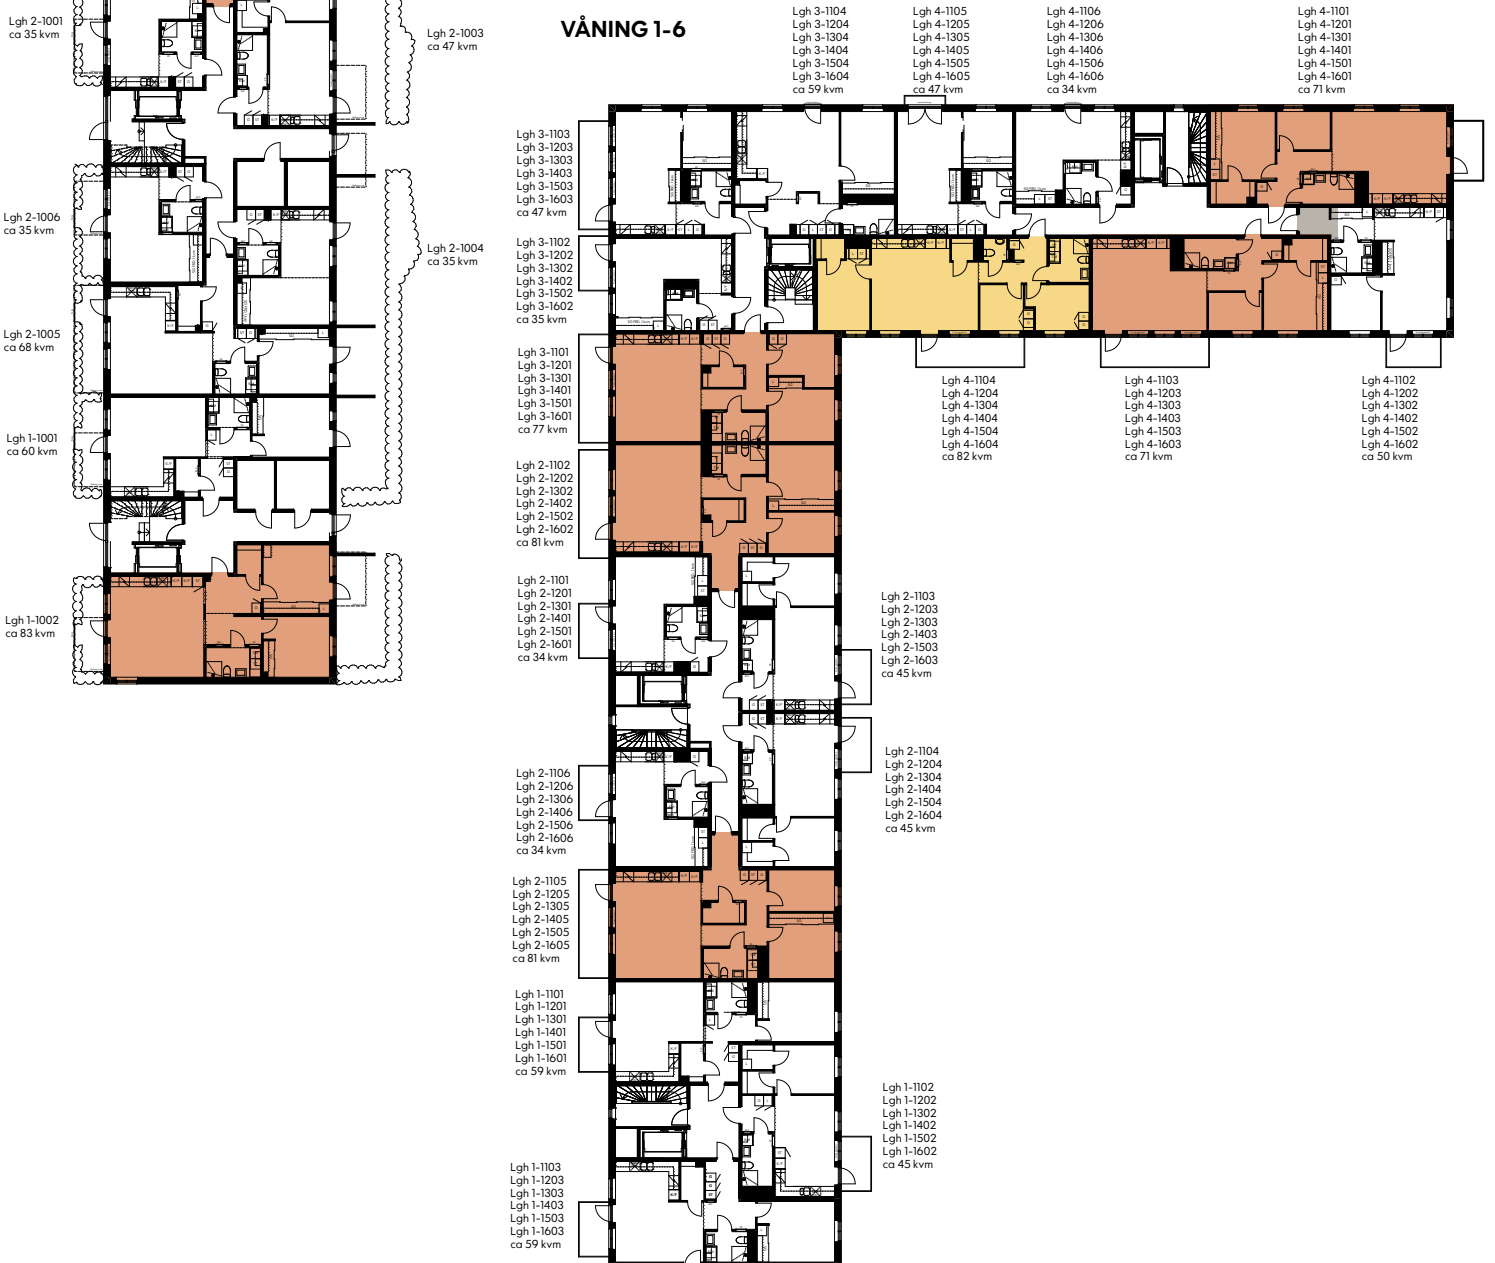 Lgh 2-1001
ca 35 kvm
Lgh 2-1003
ca 47 kvm
Lgh 2-1006
ca 35 kvm
Lgh 2-1004
ca 35 kvm
Lgh 2-1005
ca 68 kvm
Lgh 1-1001
ca 60 kvm
Lgh 1-1002
ca 83 kvm
VÅNING 1-6
Lgh 3-1104
Lgh 3-1204
Lgh 3-1304
Lgh 3-1404
Lgh 3-1504
Lgh 3-1604
ca 59 kvm
Lgh 4-1105
Lgh 4-1205
Lgh 4-1305
Lgh 4-1405
Lgh 4-1505
Lgh 4-1605
ca 47 kvm
Lgh 4-1106
Lgh 4-1206
Lgh 4-1306
Lgh 4-1406
Lgh 4-1506
Lgh 4-1606
ca 34 kvm
Lgh 4-1101
Lgh 4-1201
Lgh 4-1301
Lgh 4-1401
Lgh 4-1501
Lgh 4-1601
ca 71 kvm
Lgh 3-1103
Lgh 3-1203
Lgh 3-1303
Lgh 3-1403
Lgh 3-1503
Lgh 3-1603
ca 47 kvm
Lgh 3-1102
Lgh 3-1202
Lgh 3-1302
Lgh 3-1402
Lgh 3-1502
Lgh 3-1602
ca 35 kvm
Lgh 3-1101
Lgh 3-1201
Lgh 3-1301
Lgh 3-1401
Lgh 3-1501
Lgh 3-1601
ca 77 kvm
Lgh 4-1104
Lgh 4-1204
Lgh 4-1304
Lgh 4-1404
Lgh 4-1504
Lgh 4-1604
ca 82 kvm
Lgh 4-1103
Lgh 4-1203
Lgh 4-1303
Lgh 4-1403
Lgh 4-1503
Lgh 4-1603
ca 71 kvm
Lgh 4-1102
Lgh 4-1202
Lgh 4-1302
Lgh 4-1402
Lgh 4-1502
Lgh 4-1602
ca 50 kvm
Lgh 2-1102
Lgh 2-1202
Lgh 2-1302
Lgh 2-1402
Lgh 2-1502
Lgh 2-1602
ca 81 kvm
Lgh 2-1101
Lgh 2-1201
Lgh 2-1301
Lgh 2-1401
Lgh 2-1501
Lgh 2-1601
ca 34 kvm
Lgh 2-1103
Lgh 2-1203
Lgh 2-1303
Lgh 2-1403
Lgh 2-1503
Lgh 2-1603
ca 45 kvm
Lgh 2-1106
Lgh 2-1206
Lgh 2-1306
Lgh 2-1406
Lgh 2-1506
Lgh 2-1606
ca 34 kvm
Lgh 2-1104
Lgh 2-1204
Lgh 2-1304
Lgh 2-1404
Lgh 2-1504
Lgh 2-1604
ca 45 kvm
Lgh 2-1105
Lgh 2-1205
Lgh 2-1305
Lgh 2-1405
Lgh 2-1505
Lgh 2-1605
ca 81 kvm
Lgh 1-1101
Lgh 1-1201
Lgh 1-1301
Lgh 1-1401
Lgh 1-1501
Lgh 1-1601
ca 59 kvm
Lgh 1-1102
Lgh 1-1202
Lgh 1-1302
Lgh 1-1402
Lgh 1-1502
Lgh 1-1602
ca 45 kvm
Lgh 1-1103
Lgh 1-1203
Lgh 1-1303
Lgh 1-1403
Lgh 1-1503
Lgh 1-1603
ca 59 kvm